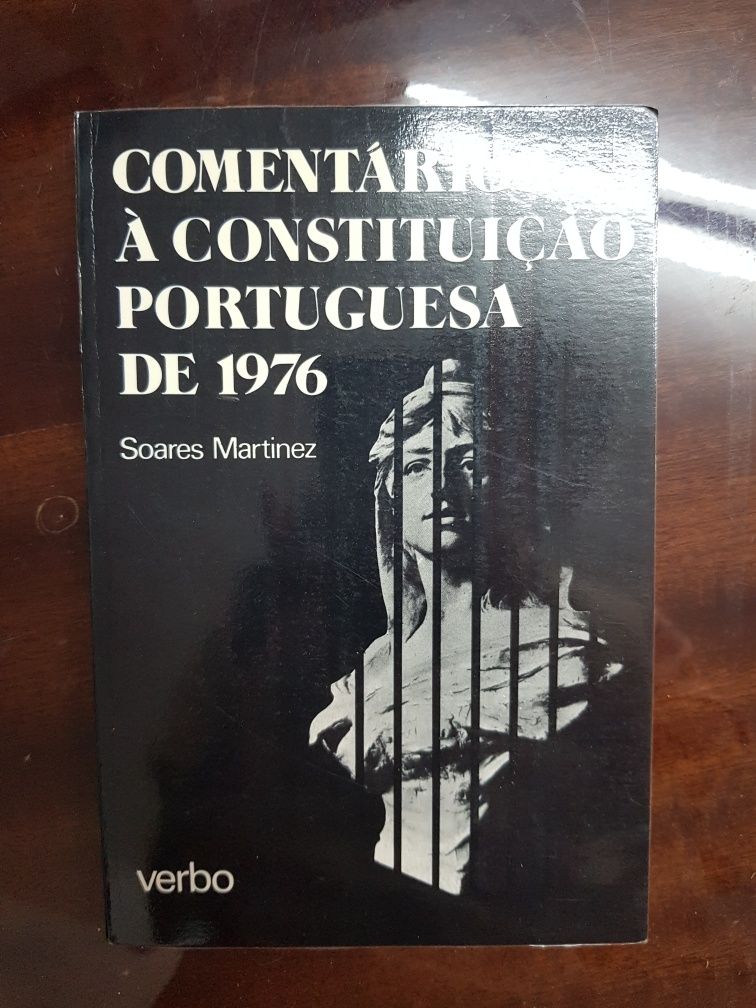 COMENTÁRIOS
À CONSTITUIÇÃO
PORTUGUESA
DE 1976
Soares Martinez
verbo